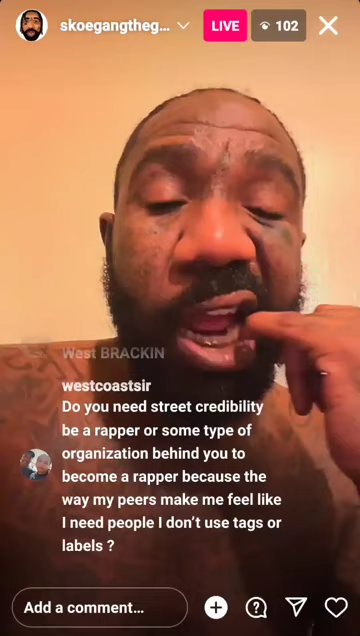 skoegangtheg...
LIVE
102
West BRACKIN
westcoastsir
Do you need street credibility
be a rapper or some type of
organization behind you to
become a rapper because the
way my peers make me feel like
I need people I don't use tags or
labels ?
Add a comment...